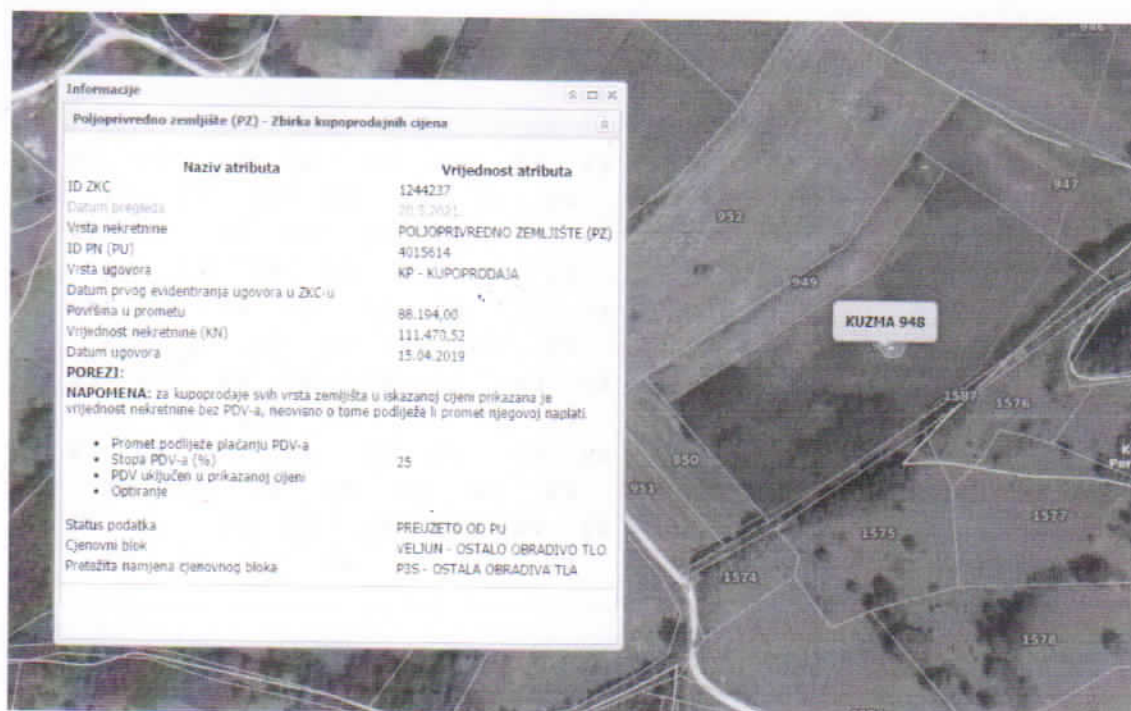 Informacije
Poljoprivredno zemljište (PZ) - Zbirka kupoprodajnih cijena
Naziv atributa Vrijednost atributa
ID ZKC 1244237
Datum pregleda 20.5.2021.
Vrsta nekretnine POLJOPRIVREDNO ZEMLJIŠTE (PZ)
ID PN (PU) 4015614
Vrsta ugovora KP - KUPOPRODAJA
Datum prvog evidentiranja ugovora u ZKC-u
Površina u prometu 88.194,00
Vrijednost nekretnine (KN) 111.470,52
Datum ugovora 15.04.2019
POREZI:
NAPOMENA: za kupoprodaje svih vrsta zemljišta u iskazanoj cijeni prikazana je
vrijednost nekretnine bez PDV-a, neovisno o tome podliježe li promet njegovoj naplati.
• Promet podliježe plaćanju PDV-a
• Stopa PDV-a (%) 25
• PDV uključen u prikazanoj cijeni
• Optiranje
Status podatka PREUZETO OD PU
Cjenovni blok VELJUN - OSTALO OBRADIVO TLO
Pretežita namjena cjenovnog bloka P3S - OSTALA OBRADIVA TLA
946
947
952
949
KUZMA 948
1587
1576
950
951
1577
1575
1574
1578